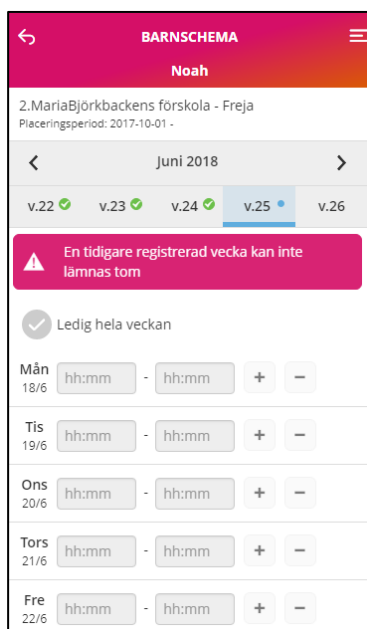 BARNSCHEMA
Noah
2.MariaBjörkbackens förskola - Freja
Placeringsperiod: 2017-10-01 -
Juni 2018
v.22 v.23 v.24 v.25 v.26
En tidigare registrerad vecka kan inte
lämnas tom
Ledig hela veckan
Mån
18/6 hh:mm - hh:mm + −
Tis
19/6 hh:mm - hh:mm + −
Ons
20/6 hh:mm - hh:mm + −
Tors
21/6 hh:mm - hh:mm + −
Fre
22/6 hh:mm - hh:mm + −